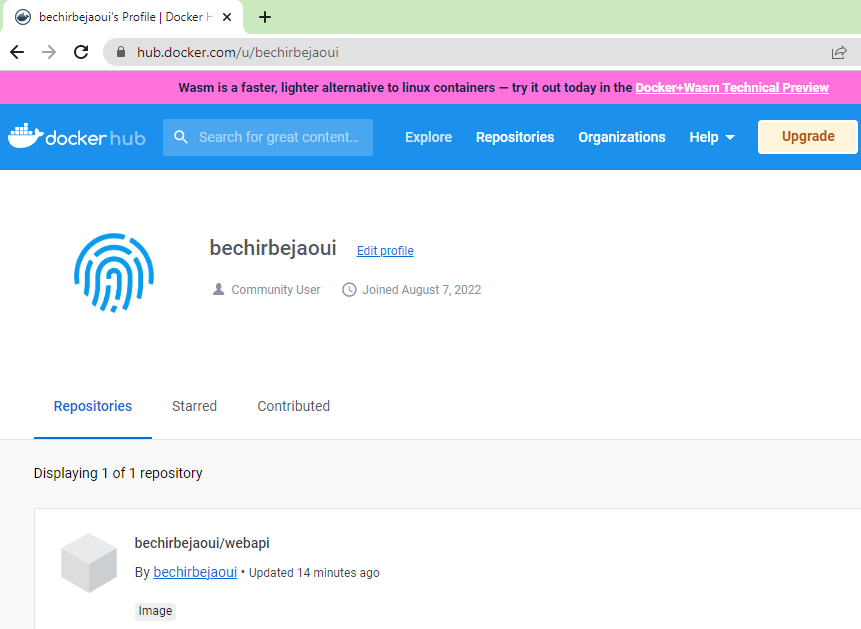 bechirbejaoui's Profile | Docker H
hub.docker.com/u/bechirbejaoui
Wasm is a faster, lighter alternative to linux containers — try it out today in the Docker+Wasm Technical Preview
dockerhub Search for great content… Explore Repositories Organizations Help Upgrade
bechirbejaoui Edit profile
Community User Joined August 7, 2022
Repositories Starred Contributed
Displaying 1 of 1 repository
bechirbejaoui/webapi
By bechirbejaoui • Updated 14 minutes ago
Image